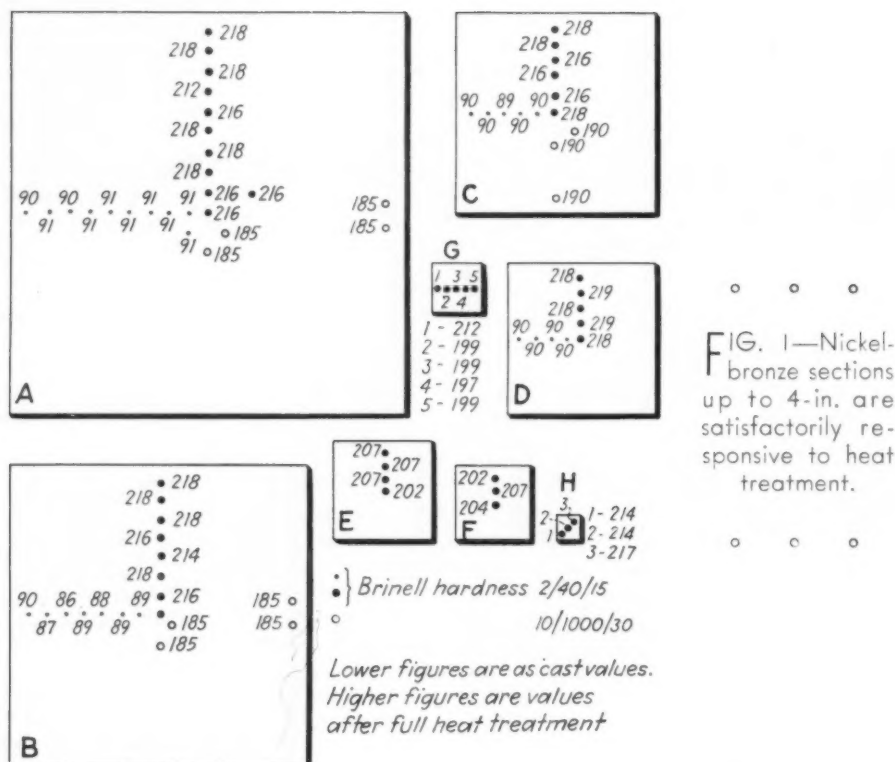 218
218
218
212
216
218
218
218
216 216
90 90 91 91 91
216
91 91 91 91
185
91
185
185
185
A
218
218
216
216
216
90 89 90
218
90 90 90
190
190
190
C
G
1 3 5
2 4
1 - 212
2 - 199
3 - 199
4 - 197
5 - 199
218
219
218
219
218
90 90
90 90
D
FIG. 1—Nickel-
bronze sections
up to 4-in. are
satisfactorily re-
sponsive to heat
treatment.
218
218
218
216
214
218
216
90 86 88 89
87 89 89
185
185
185
185
B
207
207
207
202
E
202
207
204
F
H
3
2
1
1 - 214
2 - 214
3 - 217
} Brinell hardness 2/40/15
10/1000/30
Lower figures are as cast values.
Higher figures are values
after full heat treatment